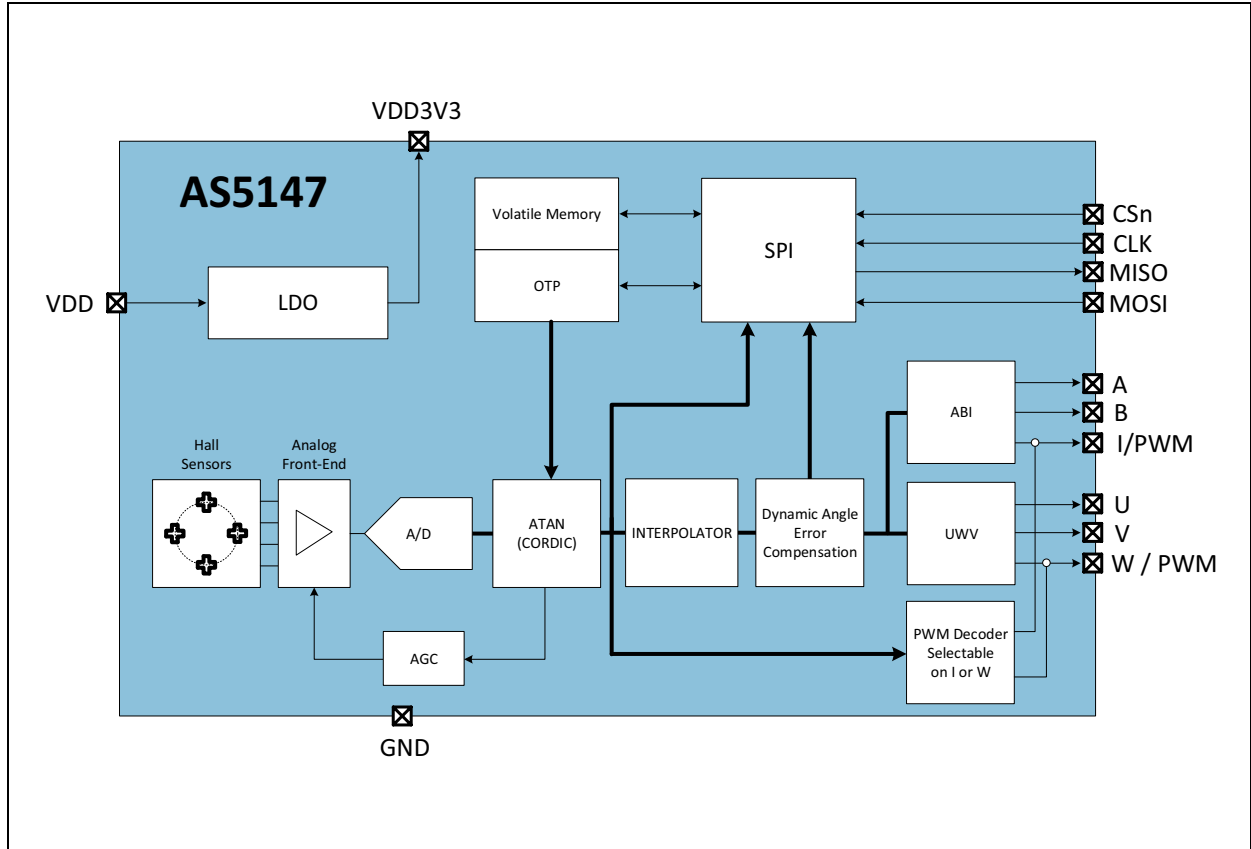 VDD3V3
AS5147
Volatile Memory
OTP
SPI
CSn
CLK
MISO
MOSI
VDD
LDO
A
B
I/PWM
ABI
Hall
Sensors
Analog
Front-End
A/D
ATAN
(CORDIC)
INTERPOLATOR
Dynamic Angle
Error
Compensation
UWV
U
V
W / PWM
AGC
PWM Decoder
Selectable
on I or W
GND